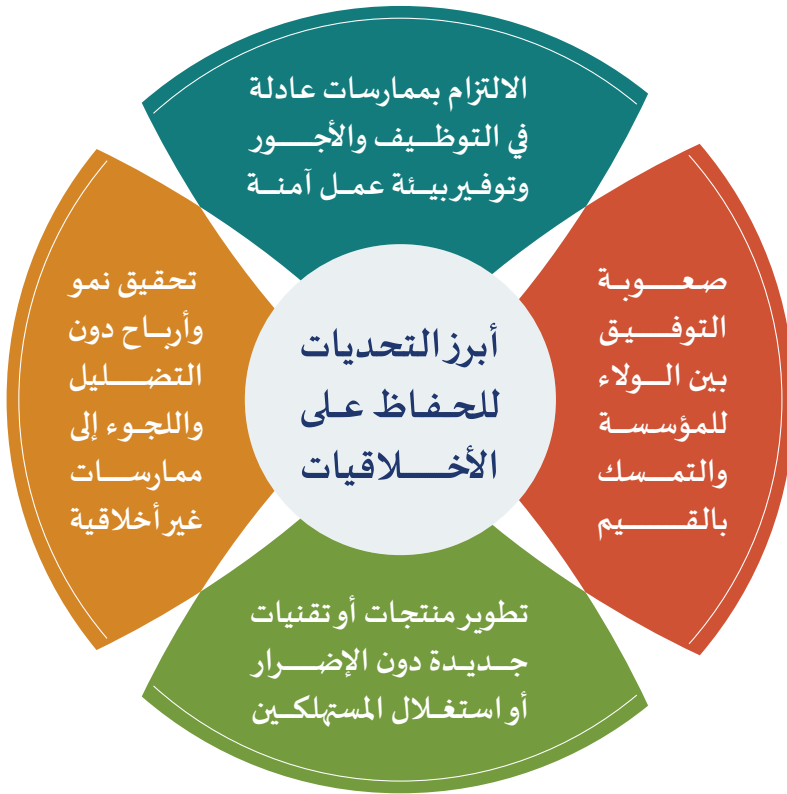 أبرز التحديات
للحفاظ على
الأخلاقيات
الالتزام بممارسات عادلة
في التوظيف والأجور
وتوفير بيئة عمل آمنة
صعوبة
التوفيق
بين الولاء
للمؤسسة
والتمسك
بالقيم
تطوير منتجات أو تقنيات
جديدة دون الإضرار
أو استغلال المستهلكين
تحقيق نمو
وأرباح دون
التضليل
واللجوء إلى
ممارسات
غير أخلاقية